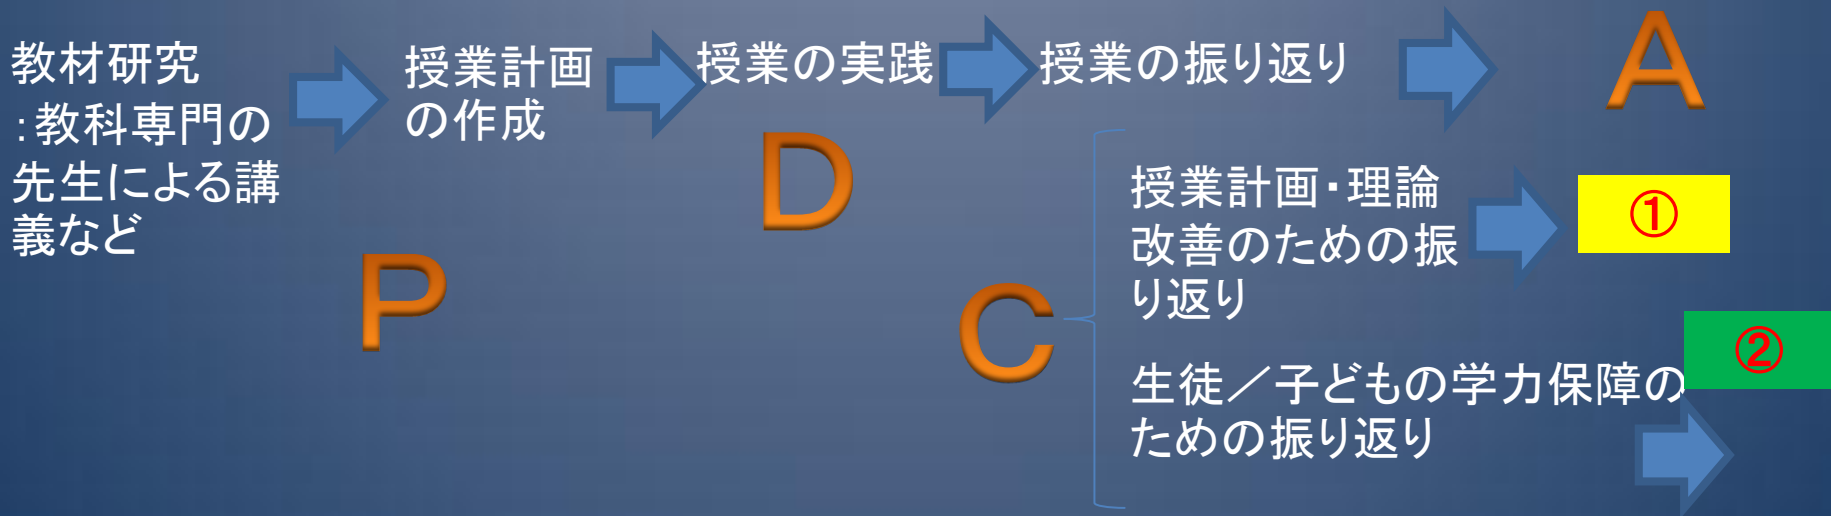 教材研究
：教科専門の
先生による講
義など
授業計画
の作成
授業の実践
授業の振り返り
A
D
P
C
授業計画・理論
改善のための振
り返り
①
生徒／子どもの学力保障の
ための振り返り
②